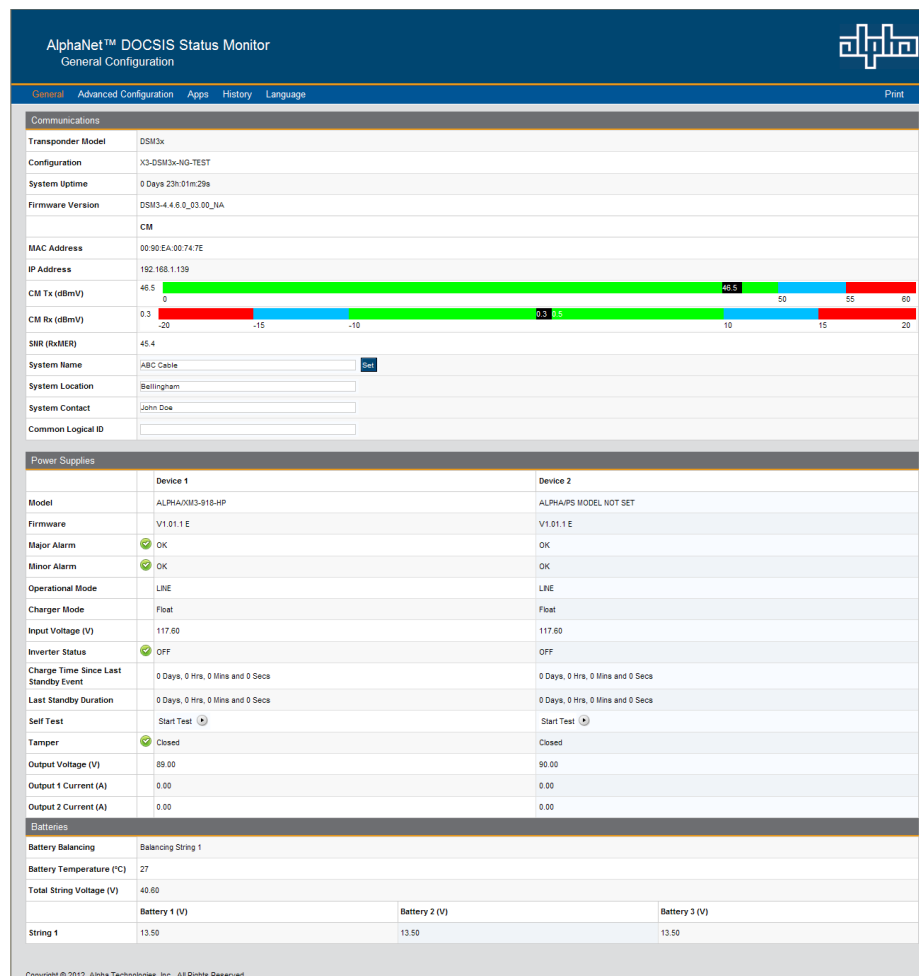 AlphaNet™ DOCSIS Status Monitor
General Configuration
alpha
General Advanced Configuration Apps History Language Print
Communications
Transponder Model DSM3x
Configuration X3-DSM3x-NG-TEST
System Uptime 0 Days 23h:01m:29s
Firmware Version DSM3-4.4.6.0_03.00_NA
CM
MAC Address 00:90:EA:00:74:7E
IP Address 192.168.1.139
CM Tx (dBmV) 46.5 46.5
0 50 55 60
CM Rx (dBmV) 0.3 0.3 0.5
-20 -15 -10 10 15 20
SNR (RxMER) 45.4
System Name ABC Cable Set
System Location Bellingham
System Contact John Doe
Common Logical ID
Power Supplies
Device 1 Device 2
Model ALPHA/XM3-918-HP ALPHA/PS MODEL NOT SET
Firmware V1.01.1 E V1.01.1 E
Major Alarm OK OK
Minor Alarm OK OK
Operational Mode LINE LINE
Charger Mode Float Float
Input Voltage (V) 117.60 117.60
Inverter Status OFF OFF
Charge Time Since Last
Standby Event 0 Days, 0 Hrs, 0 Mins and 0 Secs 0 Days, 0 Hrs, 0 Mins and 0 Secs
Last Standby Duration 0 Days, 0 Hrs, 0 Mins and 0 Secs 0 Days, 0 Hrs, 0 Mins and 0 Secs
Self Test Start Test Start Test
Tamper Closed Closed
Output Voltage (V) 89.00 90.00
Output 1 Current (A) 0.00 0.00
Output 2 Current (A) 0.00 0.00
Batteries
Battery Balancing Balancing String 1
Battery Temperature (ºC) 27
Total String Voltage (V) 40.60
Battery 1 (V) Battery 2 (V) Battery 3 (V)
String 1 13.50 13.50 13.50
Copyright © 2012 Alpha Technologies, Inc. All Rights Reserved